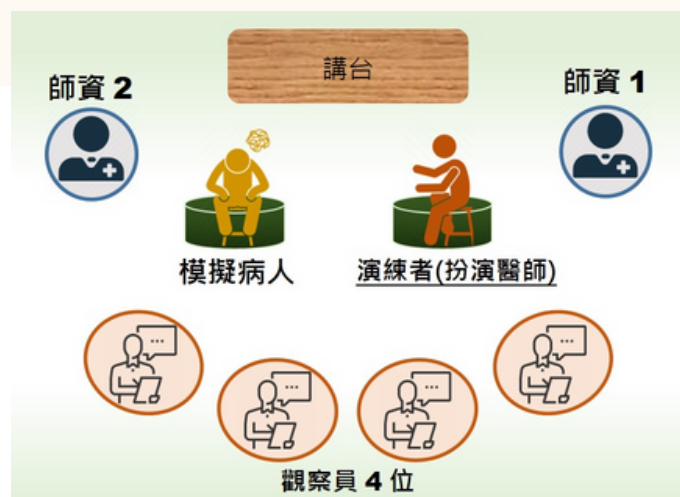 講台
師資 2
師資 1
模擬病人
演練者(扮演醫師)
觀察員 4 位